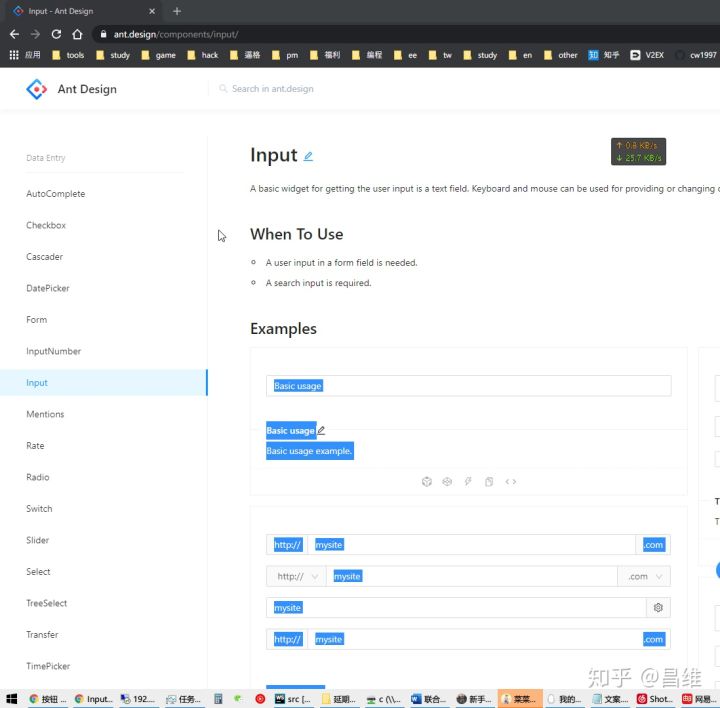 Input - Ant Design
ant.design/components/input/
应用 tools study game hack 逼格 pm 福利 编程 ee tw study en other 知乎 V2EX cw1997
Ant Design
Search in ant.design
Data Entry
AutoComplete
Checkbox
Cascader
DatePicker
Form
InputNumber
Input
Mentions
Rate
Radio
Switch
Slider
Select
TreeSelect
Transfer
TimePicker
Input
↑ 0.8 KB/s
↓ 25.7 KB/s
A basic widget for getting the user input is a text field. Keyboard and mouse can be used for providing or changing
When To Use
A user input in a form field is needed.
A search input is required.
Examples
Basic usage
Basic usage
Basic usage example.
http:// mysite .com
http:// mysite .com
mysite
http:// mysite .com
T
T
知乎 @昌维
按钮 ... Input... 192.... 任务... src [... 延期... c (\\... 联合... 新手... 菜菜... 我的... 文案... Shot... 网易...